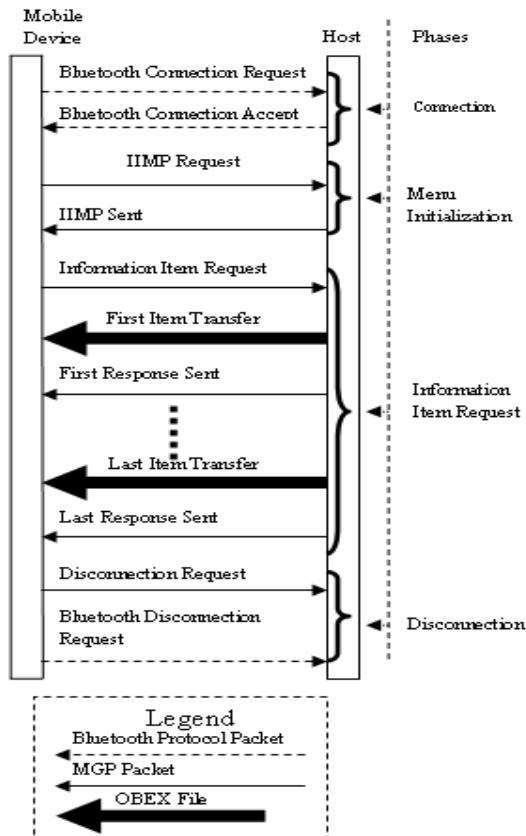 Mobile
Device
Host
Phases
Bluetooth Connection Request
Bluetooth Connection Accept
Connection
IIMP Request
IIMP Sent
Menu
Initialization
Information Item Request
First Item Transfer
First Response Sent
Information
Item Request
Last Item Transfer
Last Response Sent
Disconnection Request
Bluetooth Disconnection
Request
Disconnection
Legend
Bluetooth Protocol Packet
MGP Packet
OBEX File